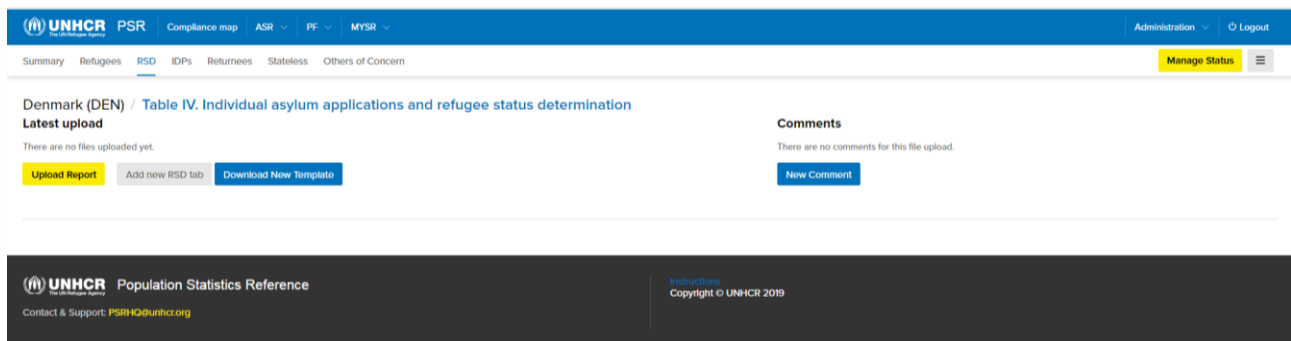 UNHCR PSR Compliance map ASR PF MYSR Administration Logout
The UN Refugee Agency
Summary Refugees RSD IDPs Returnees Stateless Others of Concern Manage Status
Denmark (DEN) / Table IV. Individual asylum applications and refugee status determination
Latest upload
There are no files uploaded yet.
Upload Report Add new RSD tab Download New Template
Comments
There are no comments for this file upload.
New Comment
UNHCR Population Statistics Reference
The UN Refugee Agency
Contact & Support: PSRHQ@unhcr.org
Instructions
Copyright © UNHCR 2019